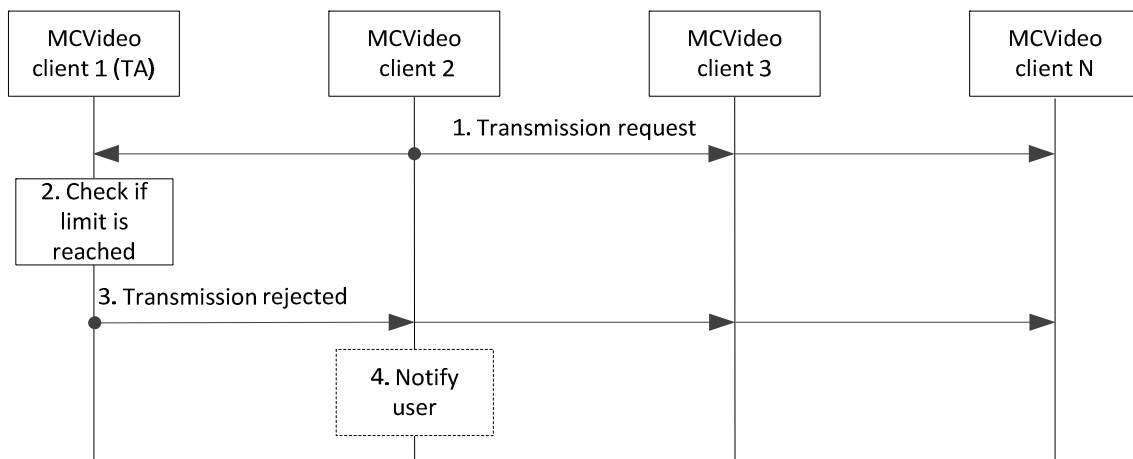 MCVideo
client 1 (TA)
MCVideo
client 2
MCVideo
client 3
MCVideo
client N
1. Transmission request
2. Check if
limit is
reached
3. Transmission rejected
4. Notify
user